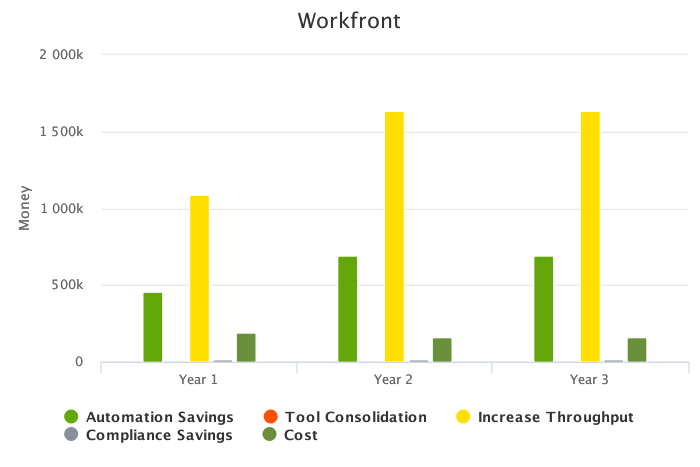 Workfront
2 000k
1 500k
1 000k
500k
0
Money
Year 1 Year 2 Year 3
Automation Savings Tool Consolidation Increase Throughput
Compliance Savings Cost